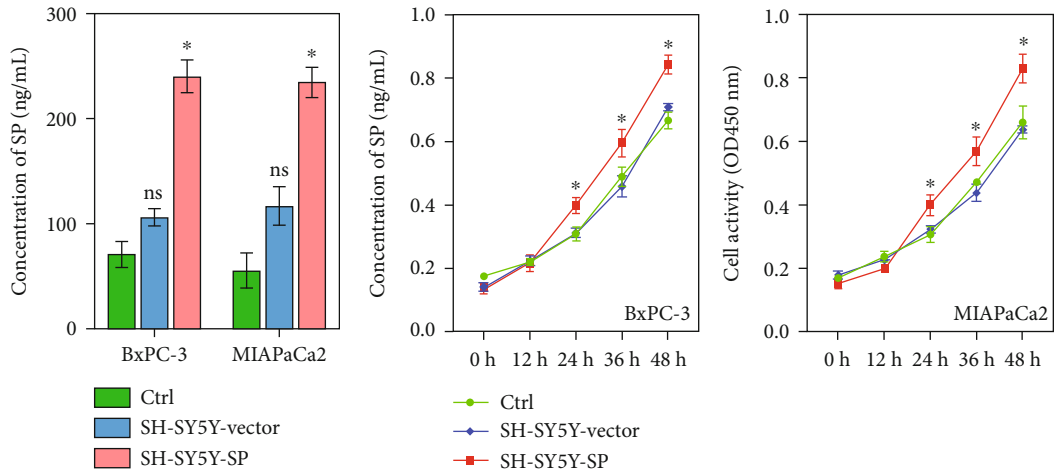 Concentration of SP (ng/mL)
300
200
100
0
ns
*
ns
*
BxPC-3
MIAPaCa2
Ctrl
SH-SY5Y-vector
SH-SY5Y-SP
Concentration of SP (ng/mL)
1.0
0.8
0.6
0.4
0.2
0.0
*
*
*
BxPC-3
0 h 12 h 24 h 36 h 48 h
Ctrl
SH-SY5Y-vector
SH-SY5Y-SP
Cell activity (OD450 nm)
1.0
0.8
0.6
0.4
0.2
0.0
*
*
*
MIAPaCa2
0 h 12 h 24 h 36 h 48 h